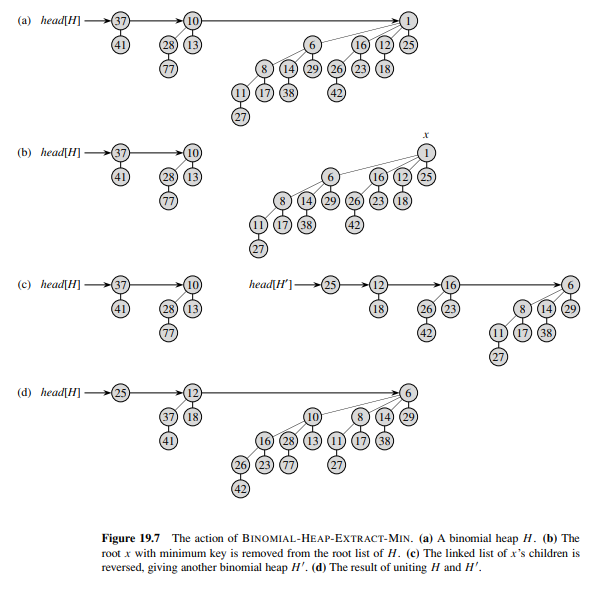 (a) head[H] 37 10 1
41 28 13 6 16 12 25
77 8 14 29 26 23 18
11 17 38 42
27
x
(b) head[H] 37 10 1
41 28 13 6 16 12 25
77 8 14 29 26 23 18
11 17 38 42
27
(c) head[H] 37 10 head[H′] 25 12 16 6
41 28 13 18 26 23 8 14 29
77 42 11 17 38
27
(d) head[H] 25 12 6
37 18 10 8 14 29
41 16 28 13 11 17 38
26 23 77 27
42
Figure 19.7 The action of BINOMIAL-HEAP-EXTRACT-MIN. (a) A binomial heap H. (b) The
root x with minimum key is removed from the root list of H. (c) The linked list of x’s children is
reversed, giving another binomial heap H′. (d) The result of uniting H and H′.